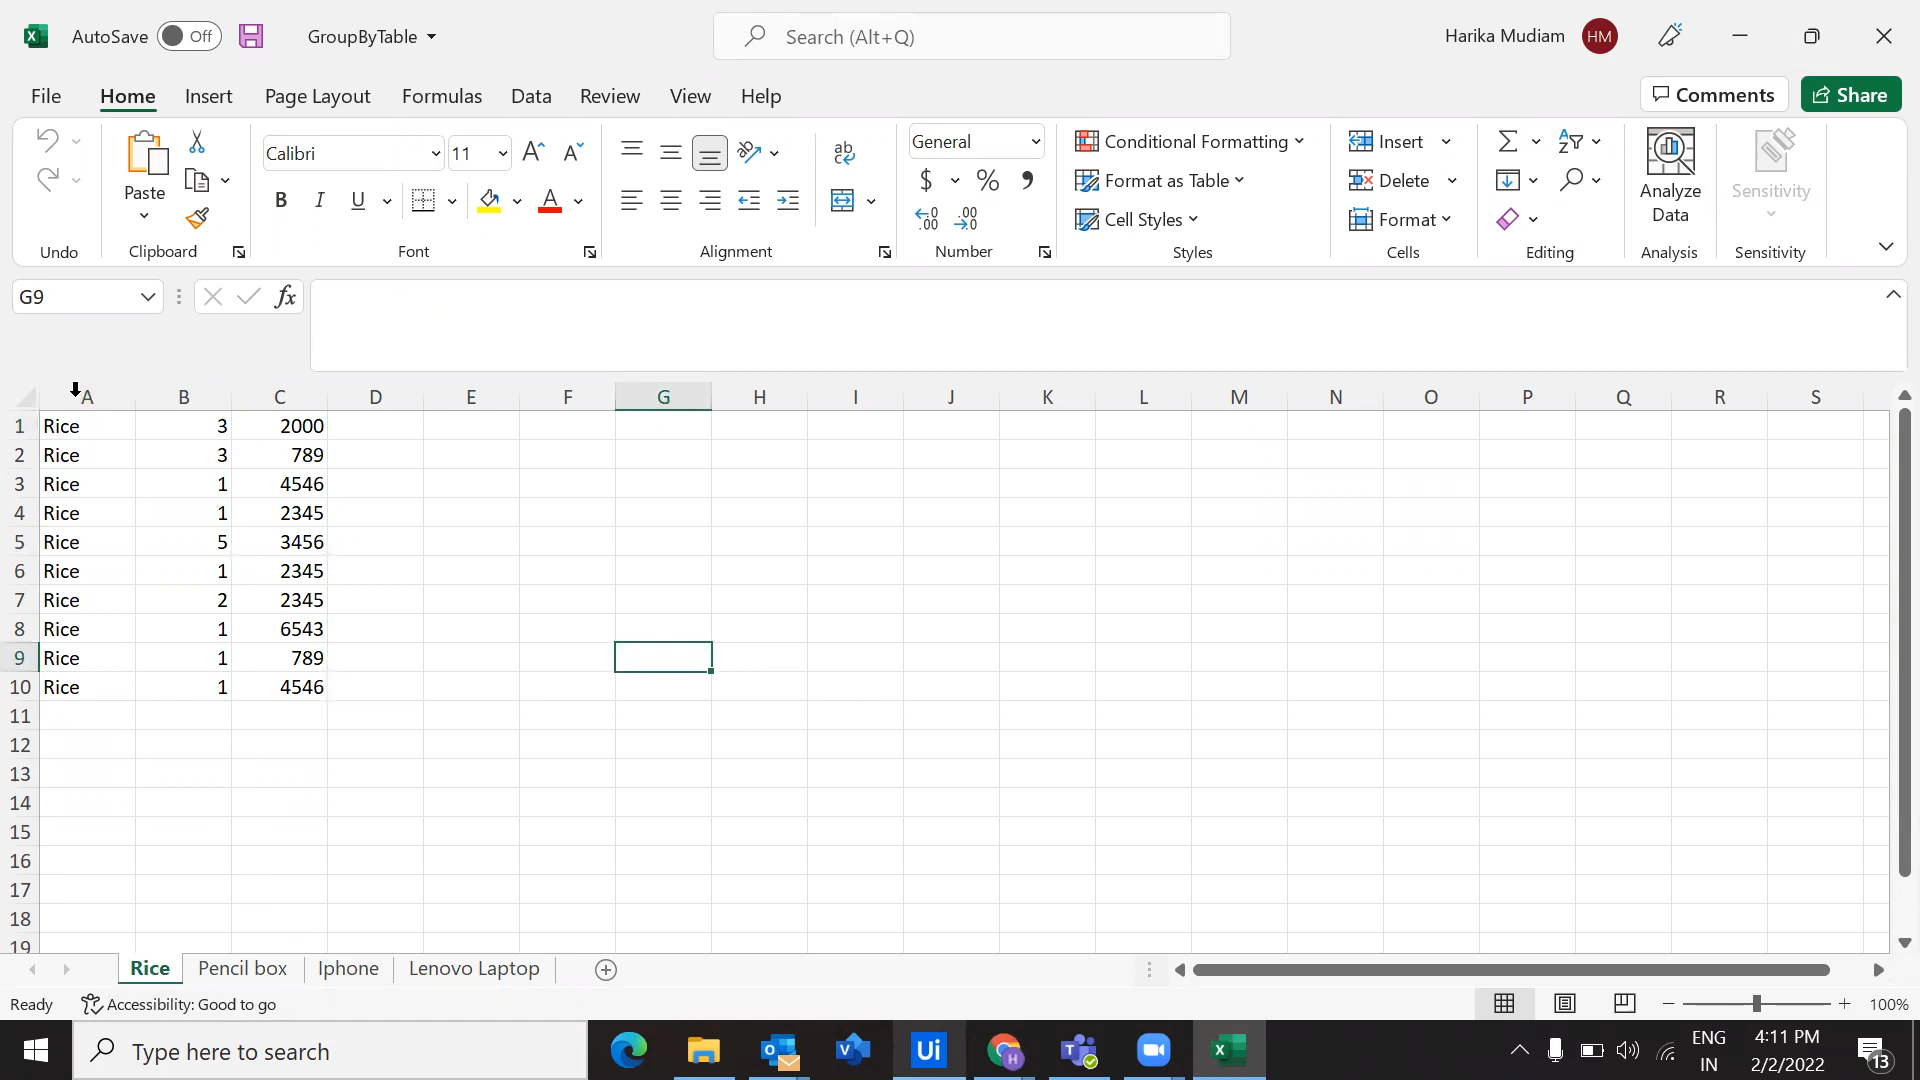 AutoSave Off GroupByTable Search (Alt+Q) Harika Mudiam HM
File Home Insert Page Layout Formulas Data Review View Help Comments Share
Paste Calibri 11 General Conditional Formatting Format as Table Cell Styles Insert Delete Format Analyze Data Sensitivity
Undo Clipboard Font Alignment Number Styles Cells Editing Analysis Sensitivity
G9 fx
A B C D E F G H I J K L M N O P Q R S
1 Rice 3 2000
2 Rice 3 789
3 Rice 1 4546
4 Rice 1 2345
5 Rice 5 3456
6 Rice 1 2345
7 Rice 2 2345
8 Rice 1 6543
9 Rice 1 789
10 Rice 1 4546
11
12
13
14
15
16
17
18
19
Rice Pencil box Iphone Lenovo Laptop
Ready Accessibility: Good to go 100%
Type here to search Ui ENG 4:11 PM
IN 2/2/2022 13